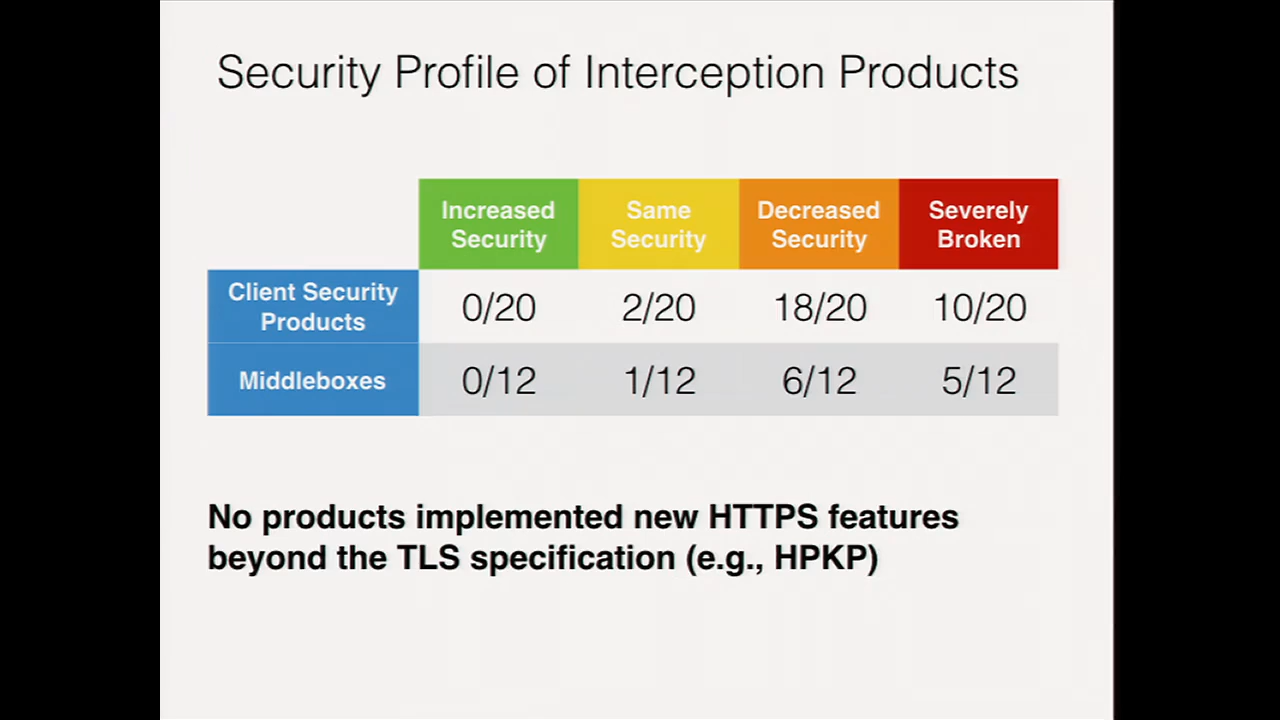 Security Profile of Interception Products
Increased Security
Same Security
Decreased Security
Severely Broken
Client Security Products
0/20 2/20 18/20 10/20
Middleboxes
0/12 1/12 6/12 5/12
No products implemented new HTTPS features
beyond the TLS specification (e.g., HPKP)